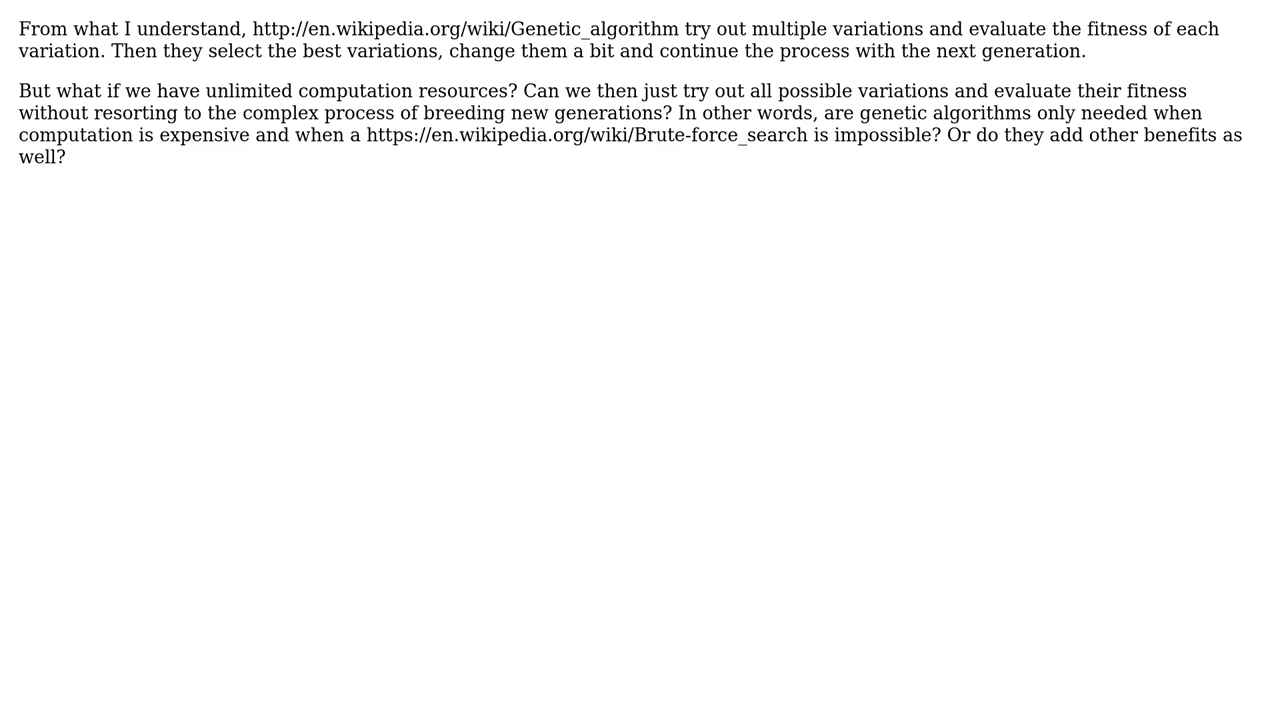 From what I understand, http://en.wikipedia.org/wiki/Genetic_algorithm try out multiple variations and evaluate the fitness of each
variation. Then they select the best variations, change them a bit and continue the process with the next generation.
But what if we have unlimited computation resources? Can we then just try out all possible variations and evaluate their fitness
without resorting to the complex process of breeding new generations? In other words, are genetic algorithms only needed when
computation is expensive and when a https://en.wikipedia.org/wiki/Brute-force_search is impossible? Or do they add other benefits as
well?